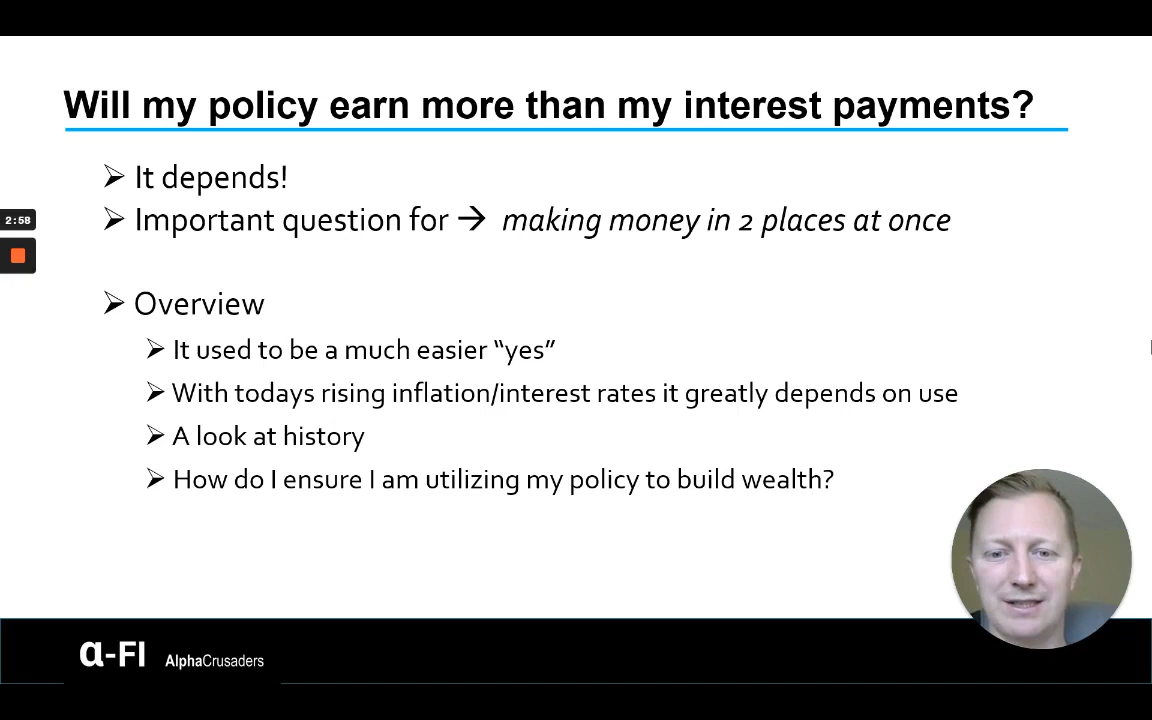 Will my policy earn more than my interest payments?
It depends!
Important question for → making money in 2 places at once
2:58
Overview
It used to be a much easier “yes”
With todays rising inflation/interest rates it greatly depends on use
A look at history
How do I ensure I am utilizing my policy to build wealth?
α-FI AlphaCrusaders